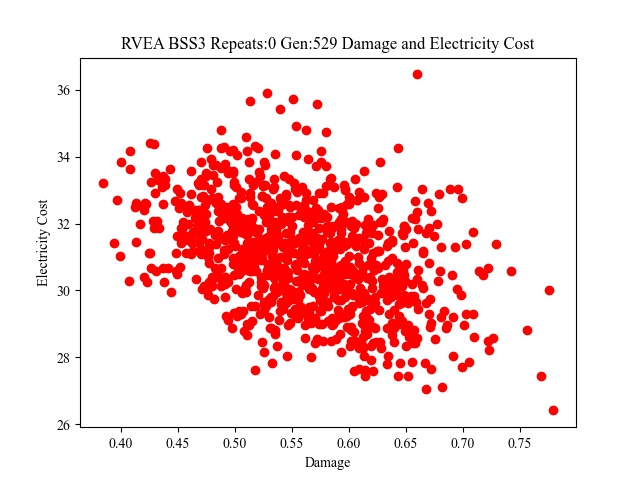 RVEA BSS3 Repeats:0 Gen:529 Damage and Electricity Cost
36
34
32
30
28
26
Electricity Cost
0.40 0.45 0.50 0.55 0.60 0.65 0.70 0.75
Damage